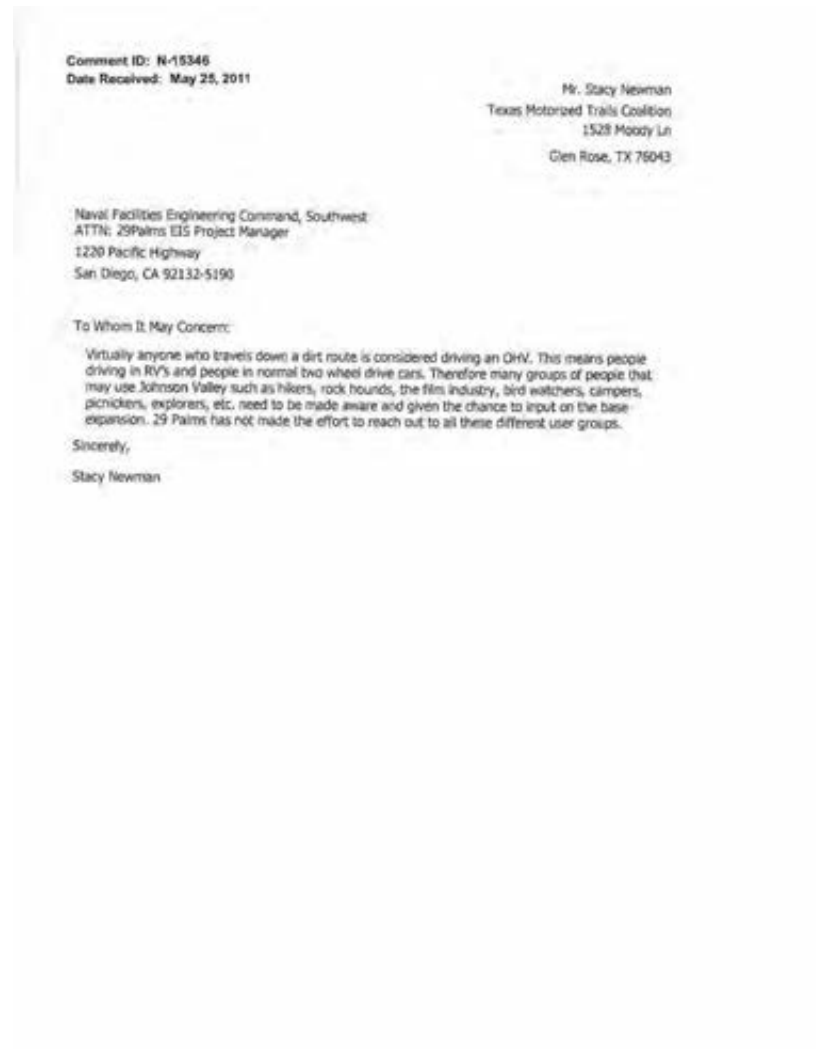 Comment ID: N-15346
Date Received: May 25, 2011
Mr. Stacy Newman
Texas Motorized Trails Coalition
1528 Moody Ln
Glen Rose, TX 76043
Naval Facilities Engineering Command, Southwest
ATTN: 29Palms EIS Project Manager
1220 Pacific Highway
San Diego, CA 92132-5190
To Whom It May Concern:
Virtually anyone who travels down a dirt route is considered driving an OHV. This means people
driving in RV's and people in normal two wheel drive cars. Therefore many groups of people that
may use Johnson Valley such as hikers, rock hounds, the film industry, bird watchers, campers,
picnickers, explorers, etc. need to be made aware and given the chance to input on the base
expansion. 29 Palms has not made the effort to reach out to all these different user groups.
Sincerely,
Stacy Newman